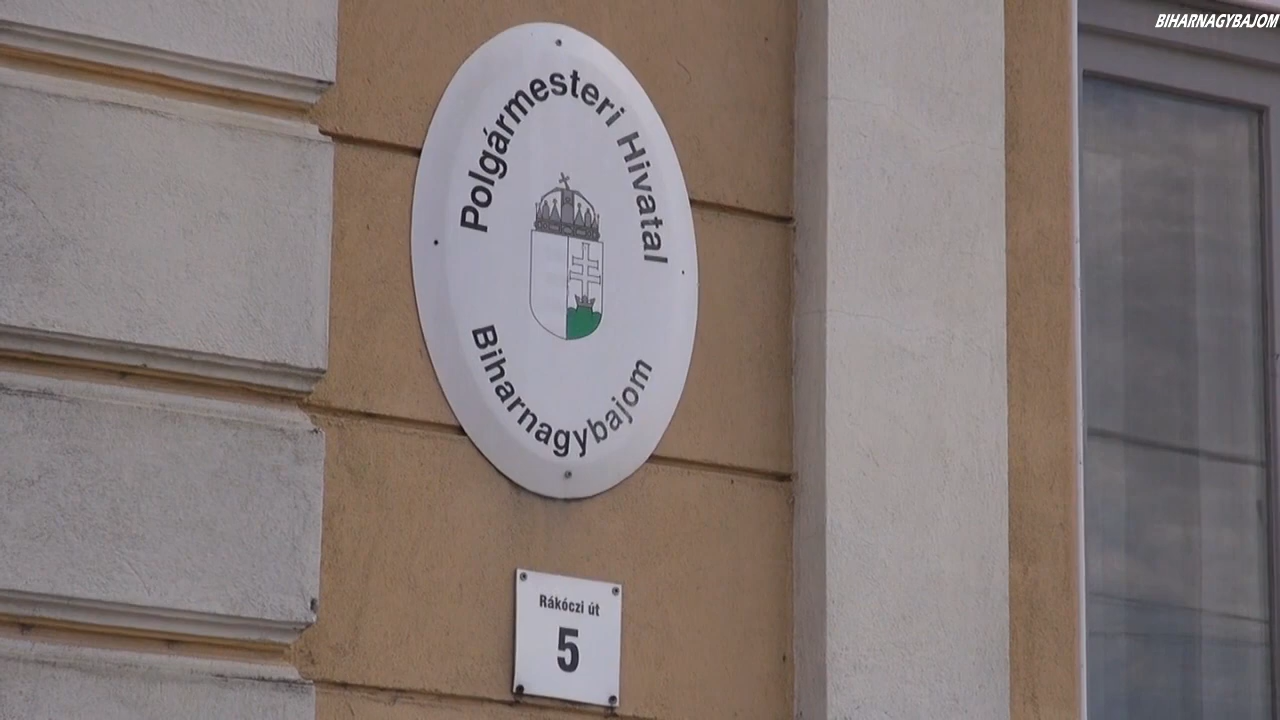 BIHARNAGYBAJOM
Polgármesteri Hivatal
Biharnagybajom
Rákóczi út
5